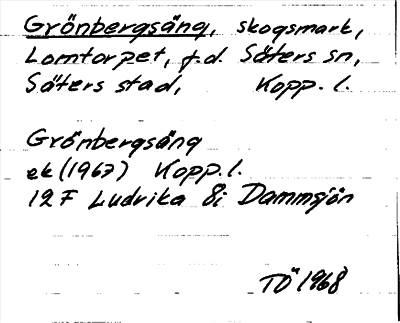 Grönbergsäng, skogsmark,
Lomtorpet, f.d. Säters sn,
Säters stad, Kopp. l.
Grönbergsäng
ek (1967) Kopp. l.
12 F Ludvika 8i Dammsjön
TÖ 1968